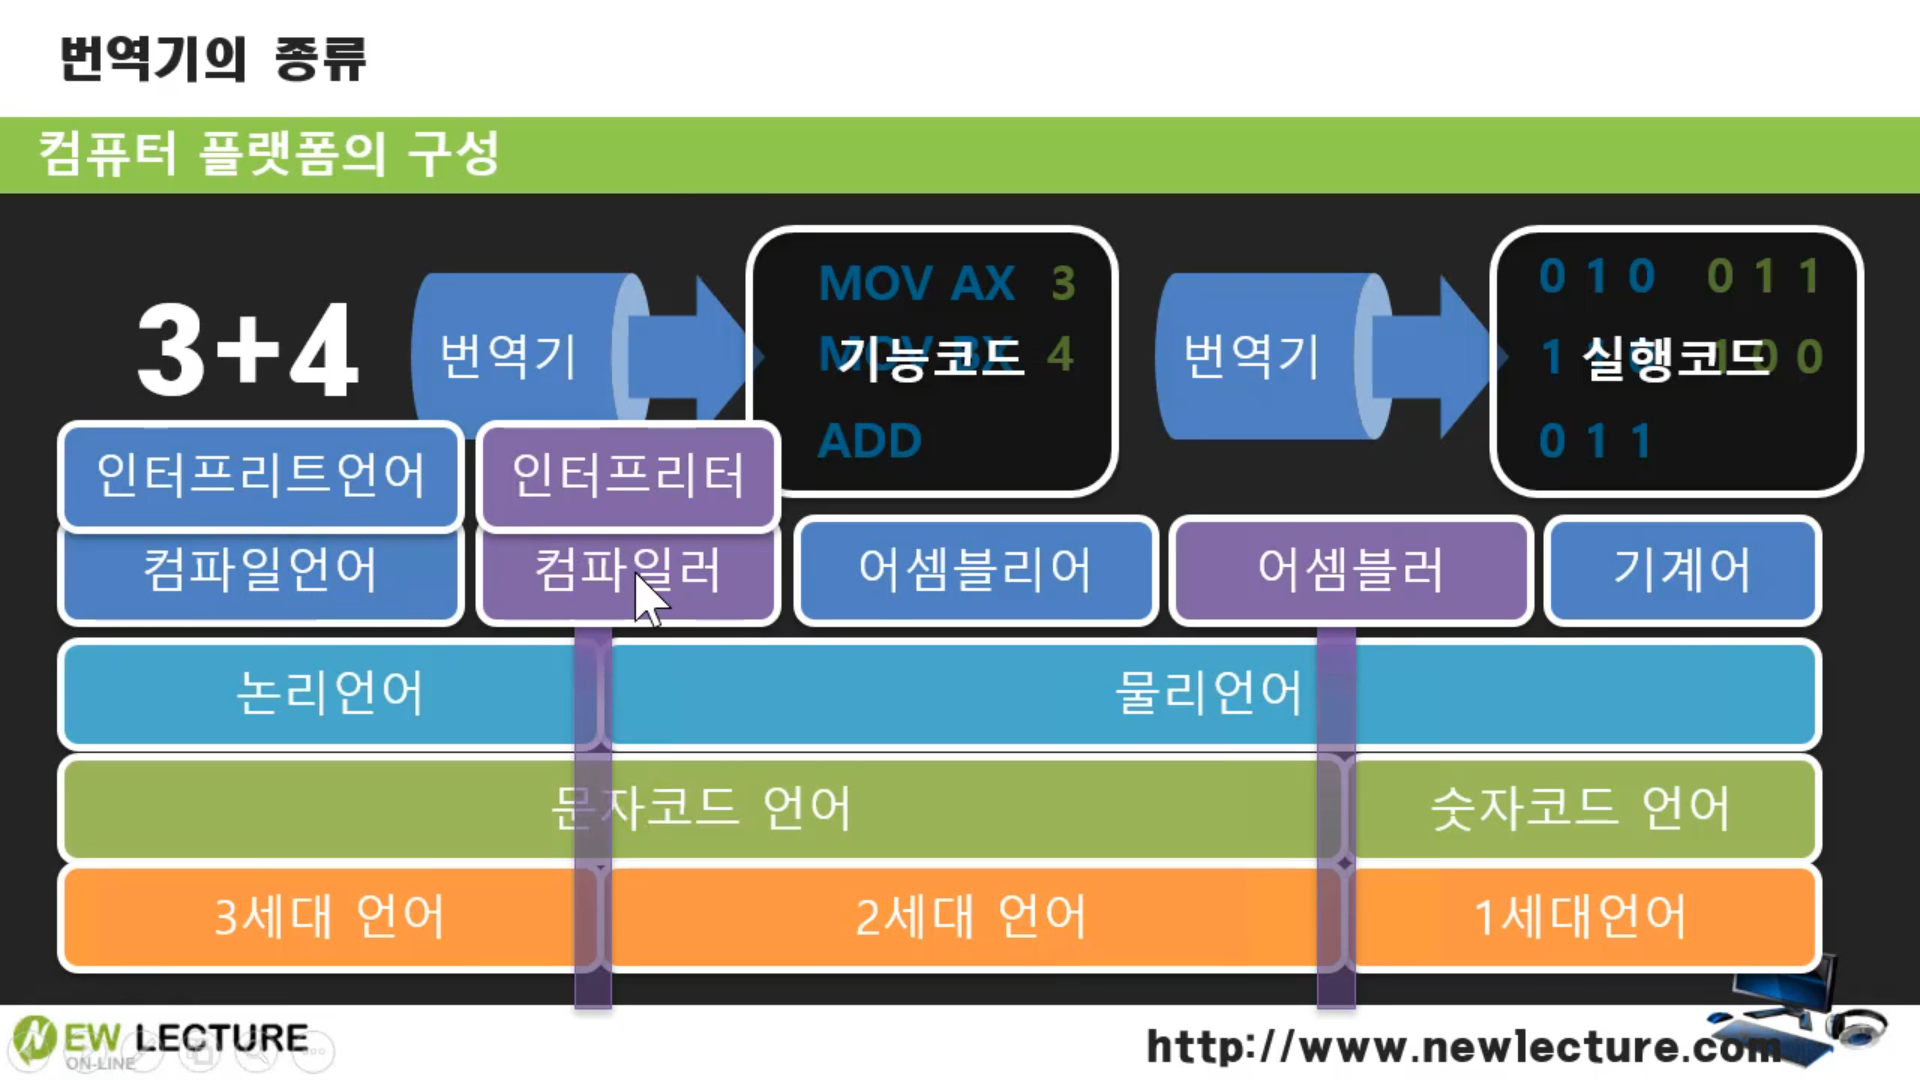 번역기의 종류
컴퓨터 플랫폼의 구성
3+4
번역기
MOV AX 3
MOV BX 4
ADD
기능코드
번역기
0 1 0 0 1 1
1 1 0 0
0 1 1
실행코드
인터프리트언어 인터프리터
컴파일언어 컴파일러 어셈블리어 어셈블러 기계어
논리언어 물리언어
문자코드 언어 숫자코드 언어
3세대 언어 2세대 언어 1세대언어
NEW LECTURE
ON-LINE
http://www.newlecture.com